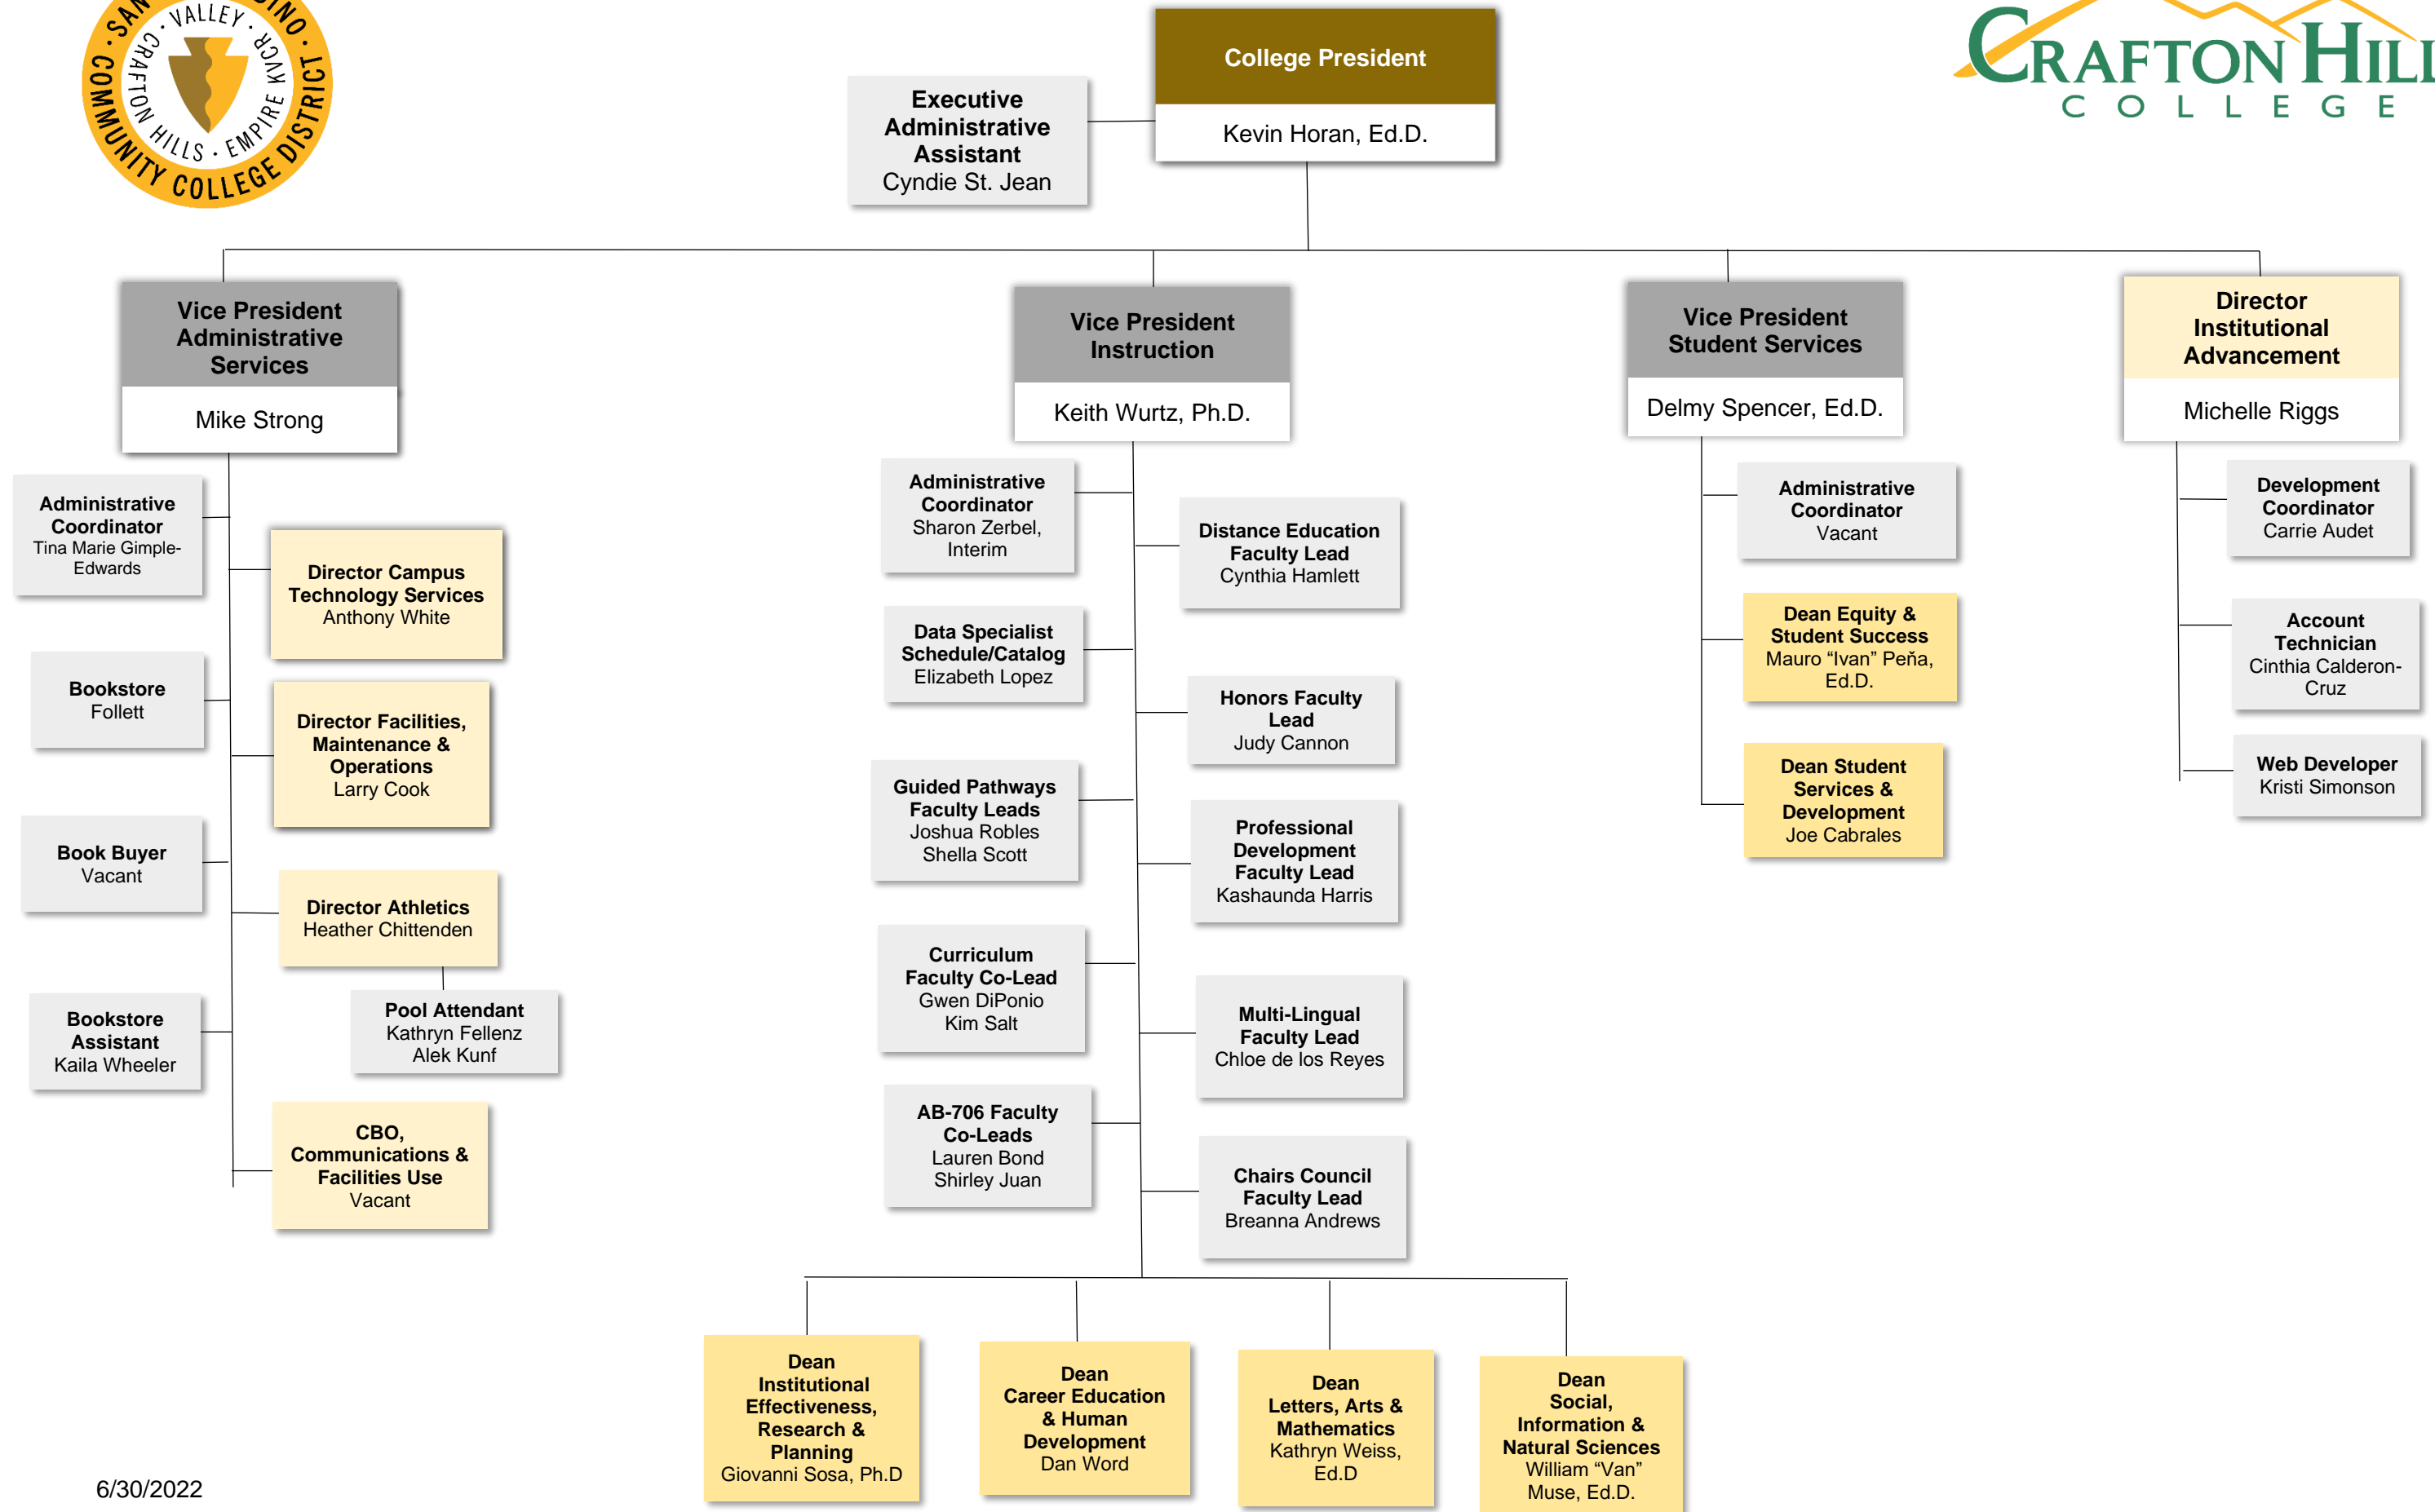 SAN
DINO · COMMUNITY COLLEGE DISTRICT ·
VALLEY · KVCR
CRAFTON HILLS · EMPIRE
CRAFTON HILL
COLLEGE
College President
Kevin Horan, Ed.D.
Executive
Administrative
Assistant
Cyndie St. Jean
Vice President
Administrative
Services
Mike Strong
Administrative
Coordinator
Tina Marie Gimple-
Edwards
Director Campus
Technology Services
Anthony White
Bookstore
Follett
Director Facilities,
Maintenance &
Operations
Larry Cook
Book Buyer
Vacant
Director Athletics
Heather Chittenden
Pool Attendant
Kathryn Fellenz
Alek Kunf
Bookstore
Assistant
Kaila Wheeler
CBO,
Communications &
Facilities Use
Vacant
Vice President
Instruction
Keith Wurtz, Ph.D.
Administrative
Coordinator
Sharon Zerbel,
Interim
Distance Education
Faculty Lead
Cynthia Hamlett
Data Specialist
Schedule/Catalog
Elizabeth Lopez
Honors Faculty
Lead
Judy Cannon
Guided Pathways
Faculty Leads
Joshua Robles
Shella Scott
Professional
Development
Faculty Lead
Kashaunda Harris
Curriculum
Faculty Co-Lead
Gwen DiPonio
Kim Salt
Multi-Lingual
Faculty Lead
Chloe de los Reyes
AB-706 Faculty
Co-Leads
Lauren Bond
Shirley Juan
Chairs Council
Faculty Lead
Breanna Andrews
Dean
Institutional
Effectiveness,
Research &
Planning
Giovanni Sosa, Ph.D
Dean
Career Education
& Human
Development
Dan Word
Dean
Letters, Arts &
Mathematics
Kathryn Weiss,
Ed.D
Dean
Social,
Information &
Natural Sciences
William “Van”
Muse, Ed.D.
Vice President
Student Services
Delmy Spencer, Ed.D.
Administrative
Coordinator
Vacant
Dean Equity &
Student Success
Mauro “Ivan” Peňa,
Ed.D.
Dean Student
Services &
Development
Joe Cabrales
Director
Institutional
Advancement
Michelle Riggs
Development
Coordinator
Carrie Audet
Account
Technician
Cinthia Calderon-
Cruz
Web Developer
Kristi Simonson
6/30/2022